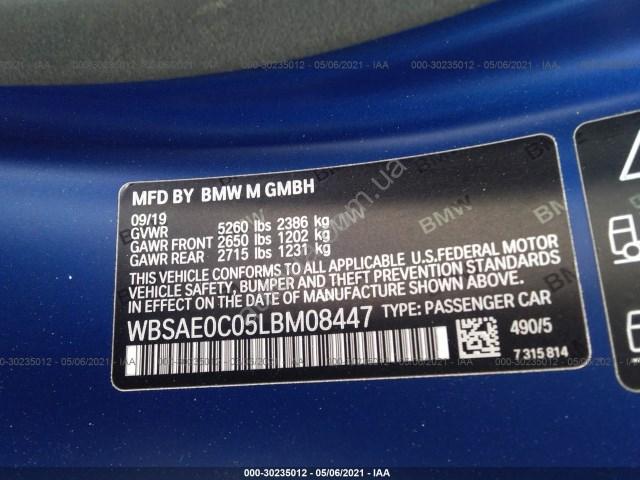 000-30235012 - 05/06/2021 - IAA
MFD BY BMW M GMBH
09/19
GVWR 5260 lbs 2386 kg
GAWR FRONT 2650 lbs 1202 kg
GAWR REAR 2715 lbs 1231 kg
THIS VEHICLE CONFORMS TO ALL APPLICABLE U.S.FEDERAL MOTOR
VEHICLE SAFETY, BUMPER AND THEFT PREVENTION STANDARDS
IN EFFECT ON THE DATE OF MANUFACTURE SHOWN ABOVE.
WBSAE0C05LBM08447 TYPE: PASSENGER CAR
490/5
7 315 814
000-30235012 - 05/06/2021 - IAA